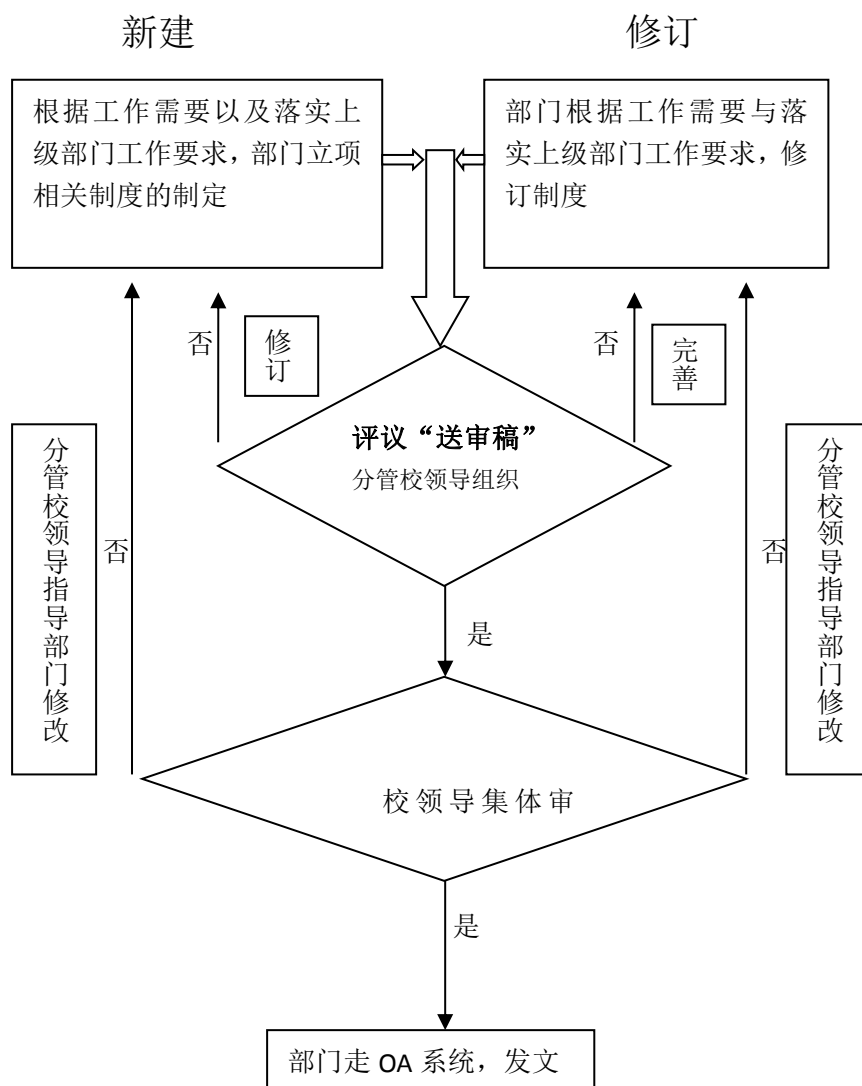 新建
修订
根据工作需要以及落实上
级部门工作要求，部门立项
相关制度的制定
部门根据工作需要与落
实上级部门工作要求，修
订制度
否
修
订
否
完
善
评议“送审稿”
分管校领导组织
分管校领导指导部门修改
否
否
分管校领导指导部门修改
是
校领导集体审
是
部门走 OA 系统，发文